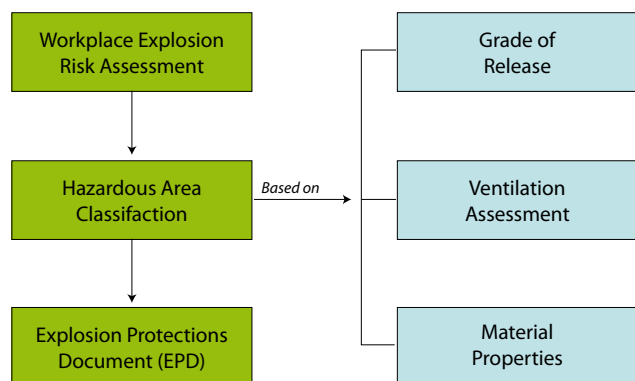 Workplace Explosion
Risk Assessment
Grade of
Release
Hazardous Area
Classifaction
Based on
Ventilation
Assessment
Explosion Protections
Document (EPD)
Material
Properties